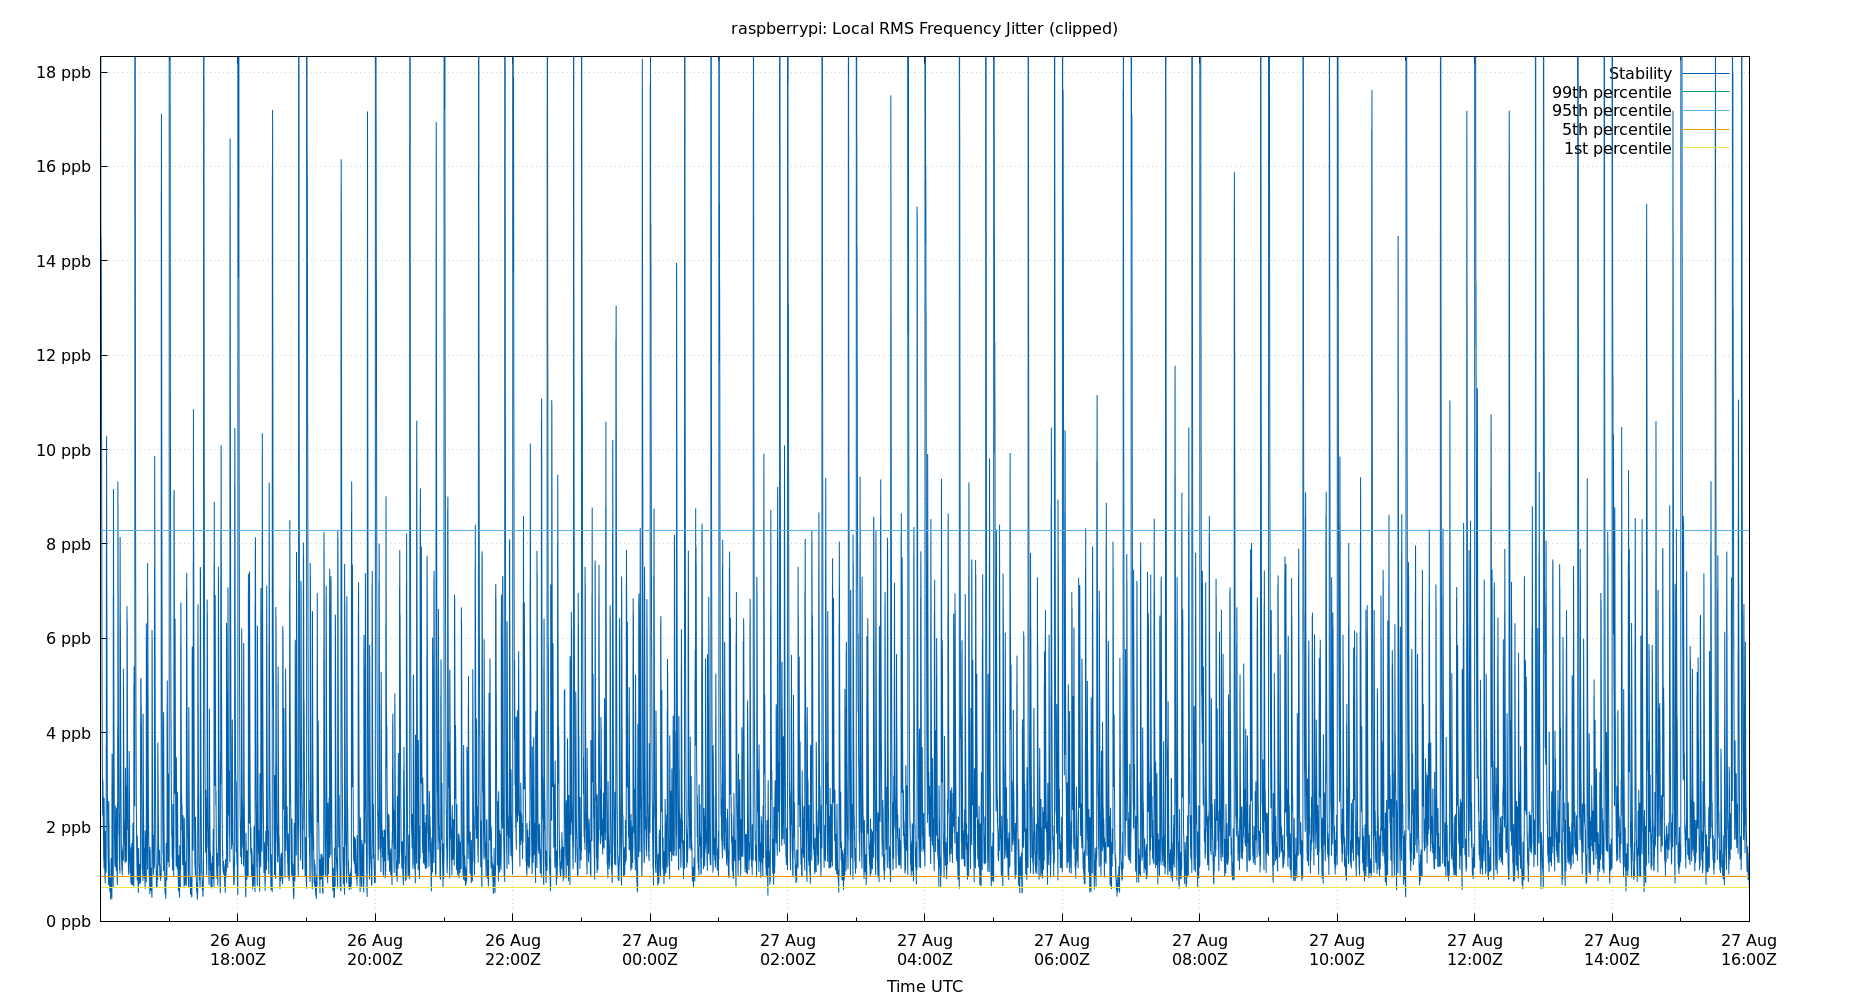 raspberrypi: Local RMS Frequency Jitter (clipped)
18 ppb
16 ppb
14 ppb
12 ppb
10 ppb
8 ppb
6 ppb
4 ppb
2 ppb
0 ppb
Stability
99th percentile
95th percentile
5th percentile
1st percentile
26 Aug
18:00Z
26 Aug
20:00Z
26 Aug
22:00Z
27 Aug
00:00Z
27 Aug
02:00Z
27 Aug
04:00Z
27 Aug
06:00Z
27 Aug
08:00Z
27 Aug
10:00Z
27 Aug
12:00Z
27 Aug
14:00Z
27 Aug
16:00Z
Time UTC